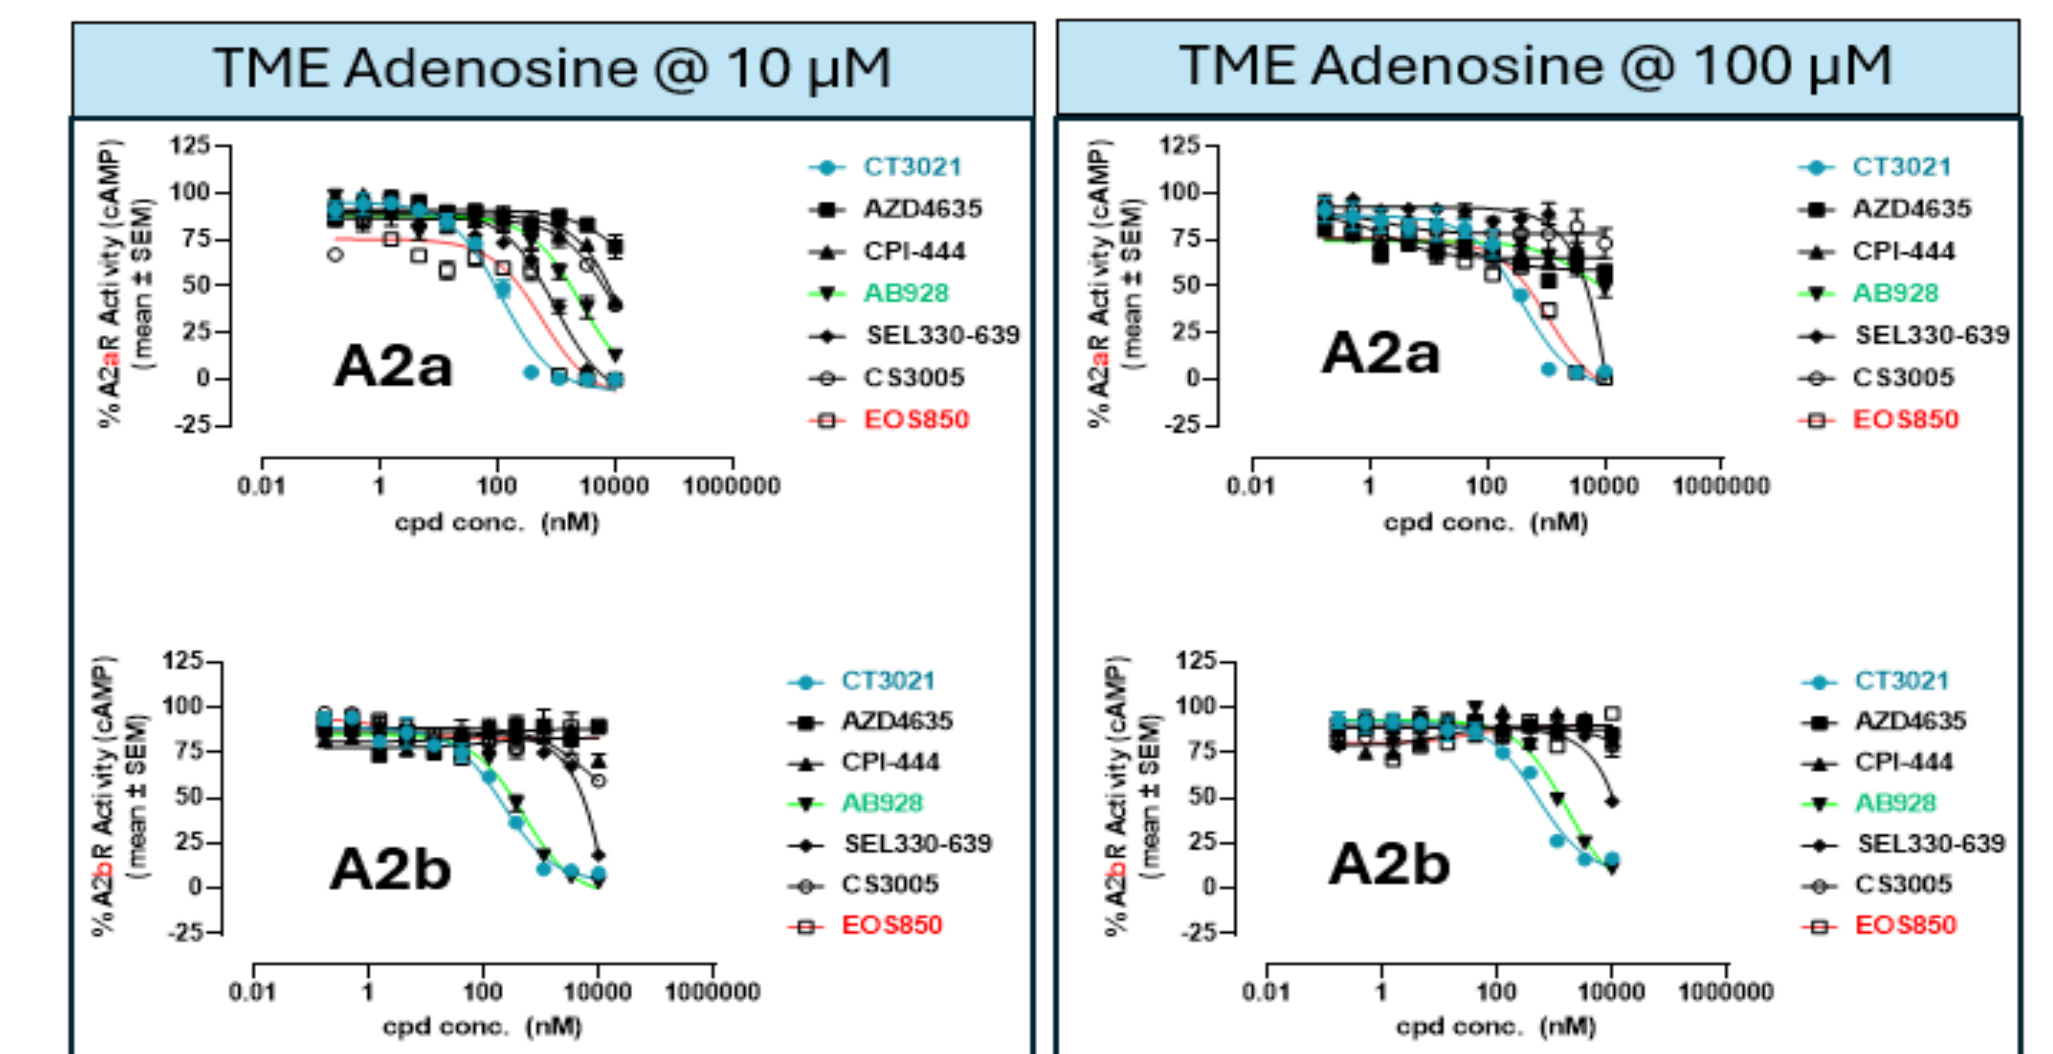 TME Adenosine @ 10 µM
% A2aR Activity (cAMP)
(mean ± SEM)
125
100
75
50
25
0
-25
A2a
CT3021
AZD4635
CPI-444
AB928
SEL330-639
CS3005
EOS850
0.01 1 100 10000 1000000
cpd conc. (nM)
% A2bR Activity (cAMP)
(mean ± SEM)
125
100
75
50
25
0
-25
A2b
CT3021
AZD4635
CPI-444
AB928
SEL330-639
CS3005
EOS850
0.01 1 100 10000 1000000
cpd conc. (nM)
TME Adenosine @ 100 µM
% A2aR Activity (cAMP)
(mean ± SEM)
125
100
75
50
25
0
-25
A2a
CT3021
AZD4635
CPI-444
AB928
SEL330-639
CS3005
EOS850
0.01 1 100 10000 1000000
cpd conc. (nM)
% A2bR Activity (cAMP)
(mean ± SEM)
125
100
75
50
25
0
-25
A2b
CT3021
AZD4635
CPI-444
AB928
SEL330-639
CS3005
EOS850
0.01 1 100 10000 1000000
cpd conc. (nM)